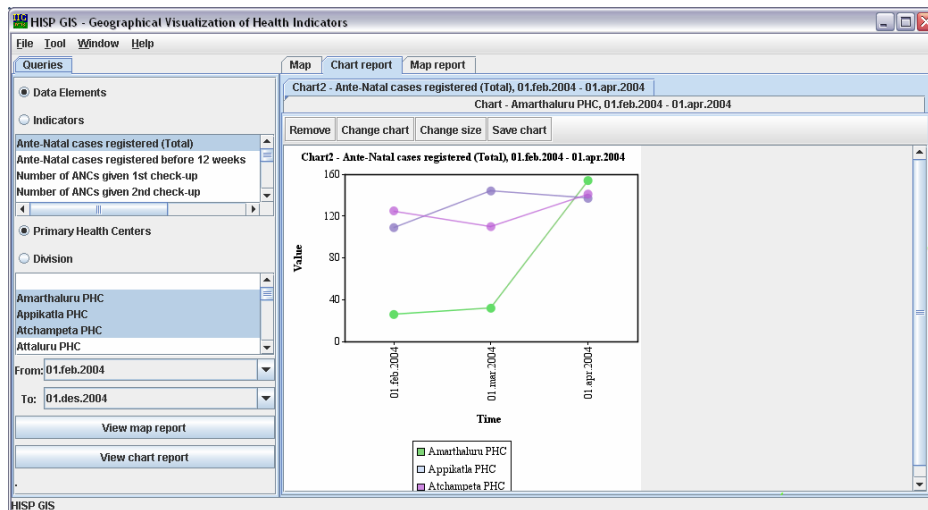 HISP GIS - Geographical Visualization of Health Indicators
File Tool Window Help
Queries
Data Elements
Indicators
Ante-Natal cases registered (Total)
Ante-Natal cases registered before 12 weeks
Number of ANCs given 1st check-up
Number of ANCs given 2nd check-up
Primary Health Centers
Division
Amarthaluru PHC
Appikatla PHC
Atchampeta PHC
Attaluru PHC
From: 01.feb.2004
To: 01.des.2004
View map report
View chart report
.
Map Chart report Map report
Chart2 - Ante-Natal cases registered (Total), 01.feb.2004 - 01.apr.2004
Chart - Amarthaluru PHC, 01.feb.2004 - 01.apr.2004
Remove Change chart Change size Save chart
Chart2 - Ante-Natal cases registered (Total), 01.feb.2004 - 01.apr.2004
160
120
80
40
0
Value
01.feb.2004
01.mar.2004
01.apr.2004
Time
Amarthaluru PHC
Appikatla PHC
Atchampeta PHC
HISP GIS